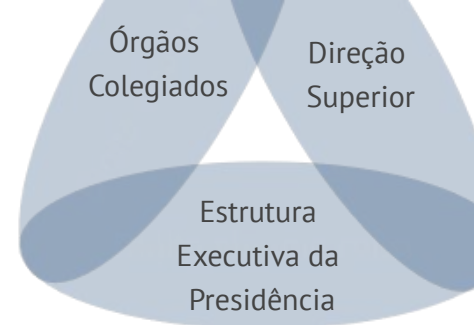 Órgãos
Colegiados
Direção
Superior
Estrutura
Executiva da
Presidência